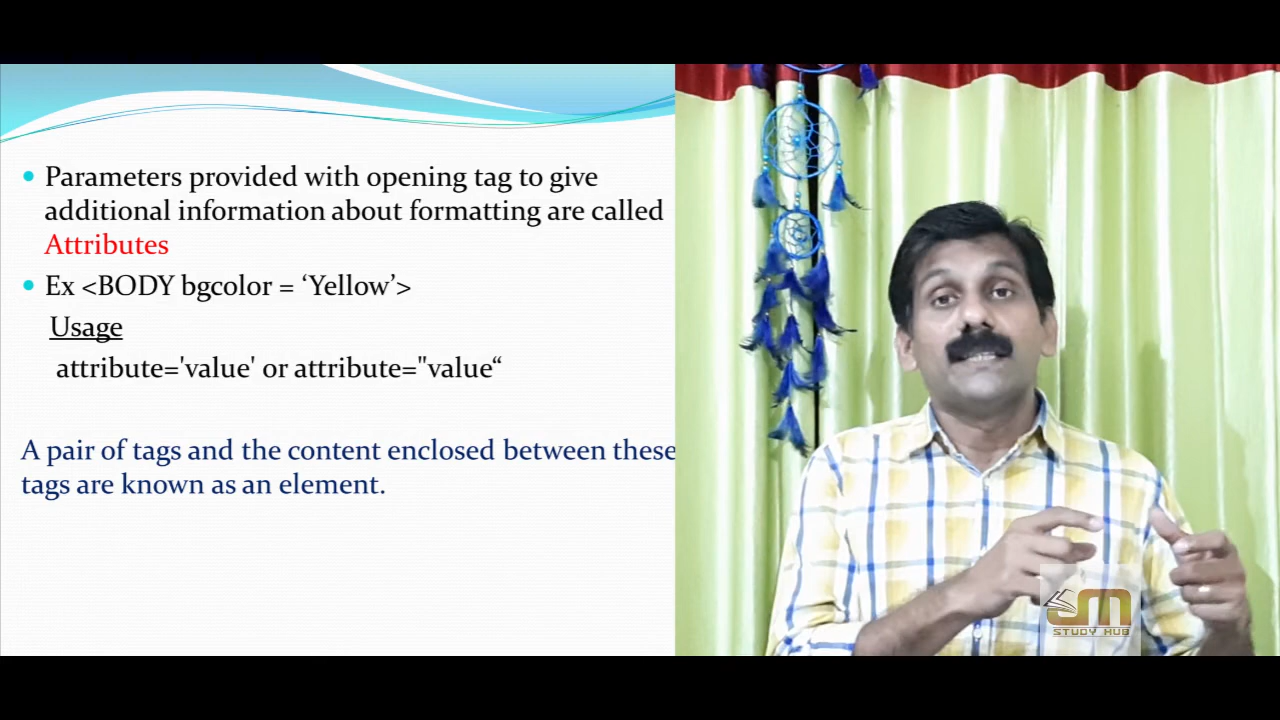 Parameters provided with opening tag to give
additional information about formatting are called
Attributes
Ex <BODY bgcolor = ‘Yellow’>
Usage
attribute='value' or attribute="value“
A pair of tags and the content enclosed between these
tags are known as an element.
JM
STUDY HUB